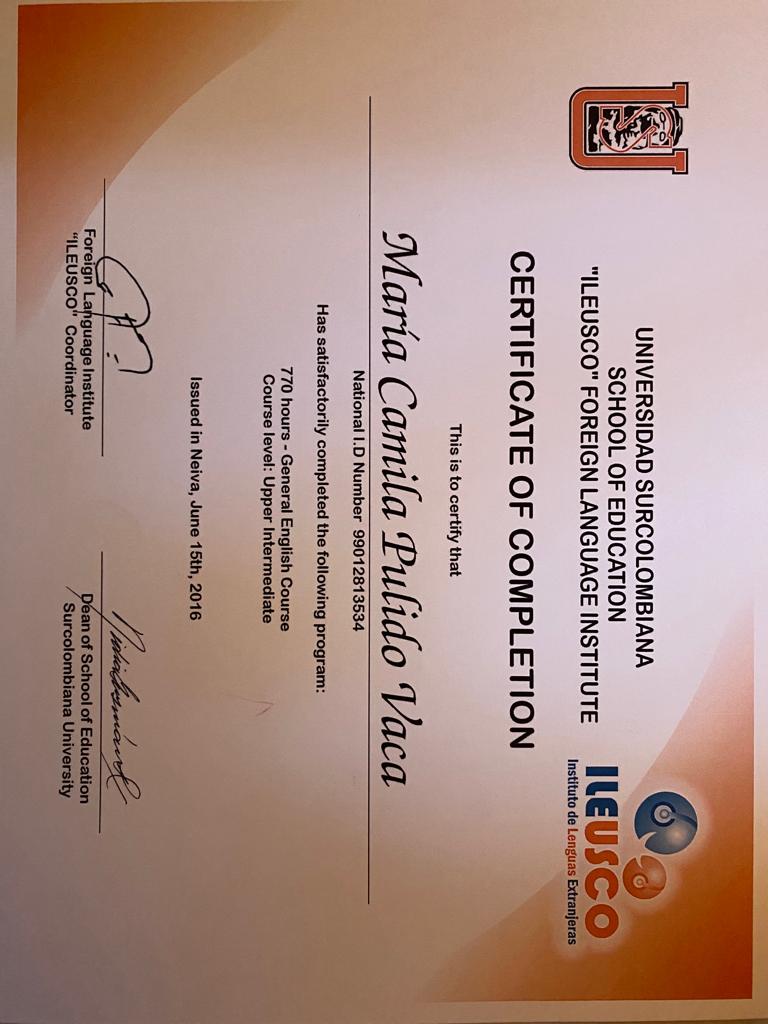 UNIVERSIDAD SURCOLOMBIANA
SCHOOL OF EDUCATION
"ILEUSCO" FOREIGN LANGUAGE INSTITUTE
ILEUSCO
Instituto de Lenguas Extranjeras
CERTIFICATE OF COMPLETION
This is to certify that
María Camila Pulido Vaca
National I.D Number 99012813534
Has satisfactorily completed the following program:
770 hours - General English Course
Course level: Upper Intermediate
Issued in Neiva, June 15th, 2016
Foreign Language Institute
"ILEUSCO" Coordinator
Dean of School of Education
Surcolombiana University